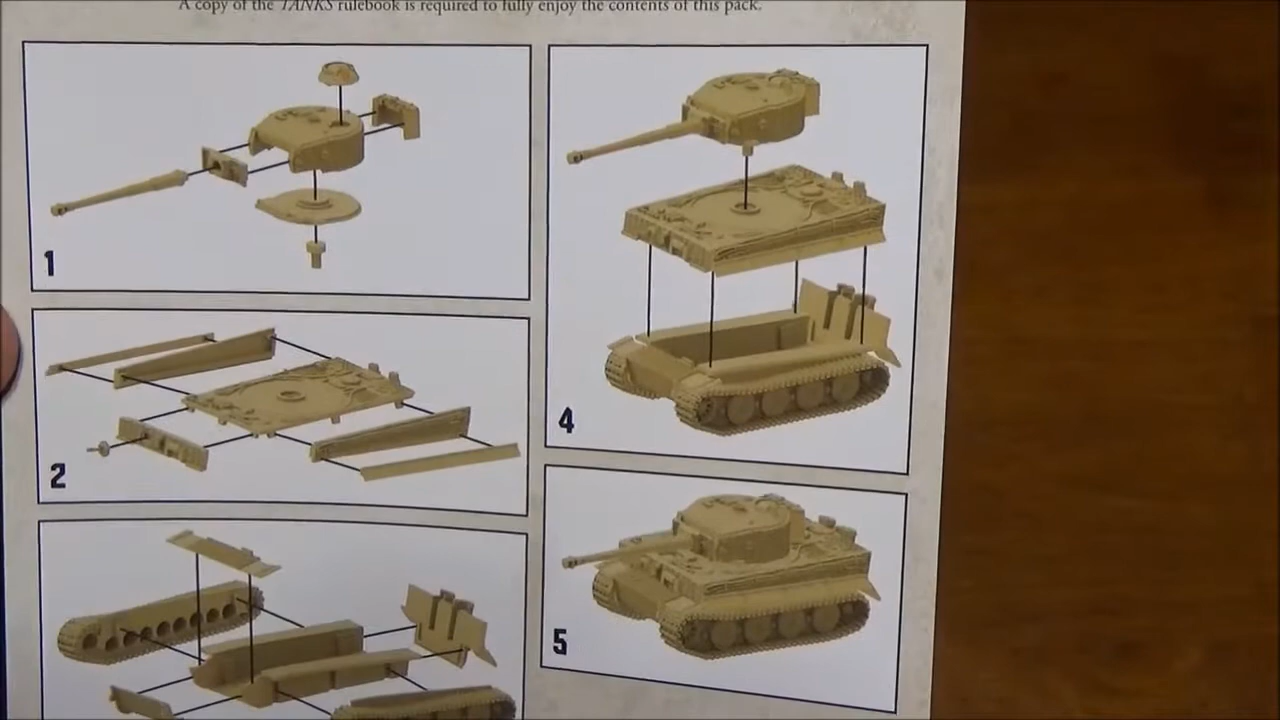 A copy of the TANKS rulebook is required to fully enjoy the contents of this pack.
1
2
4
5